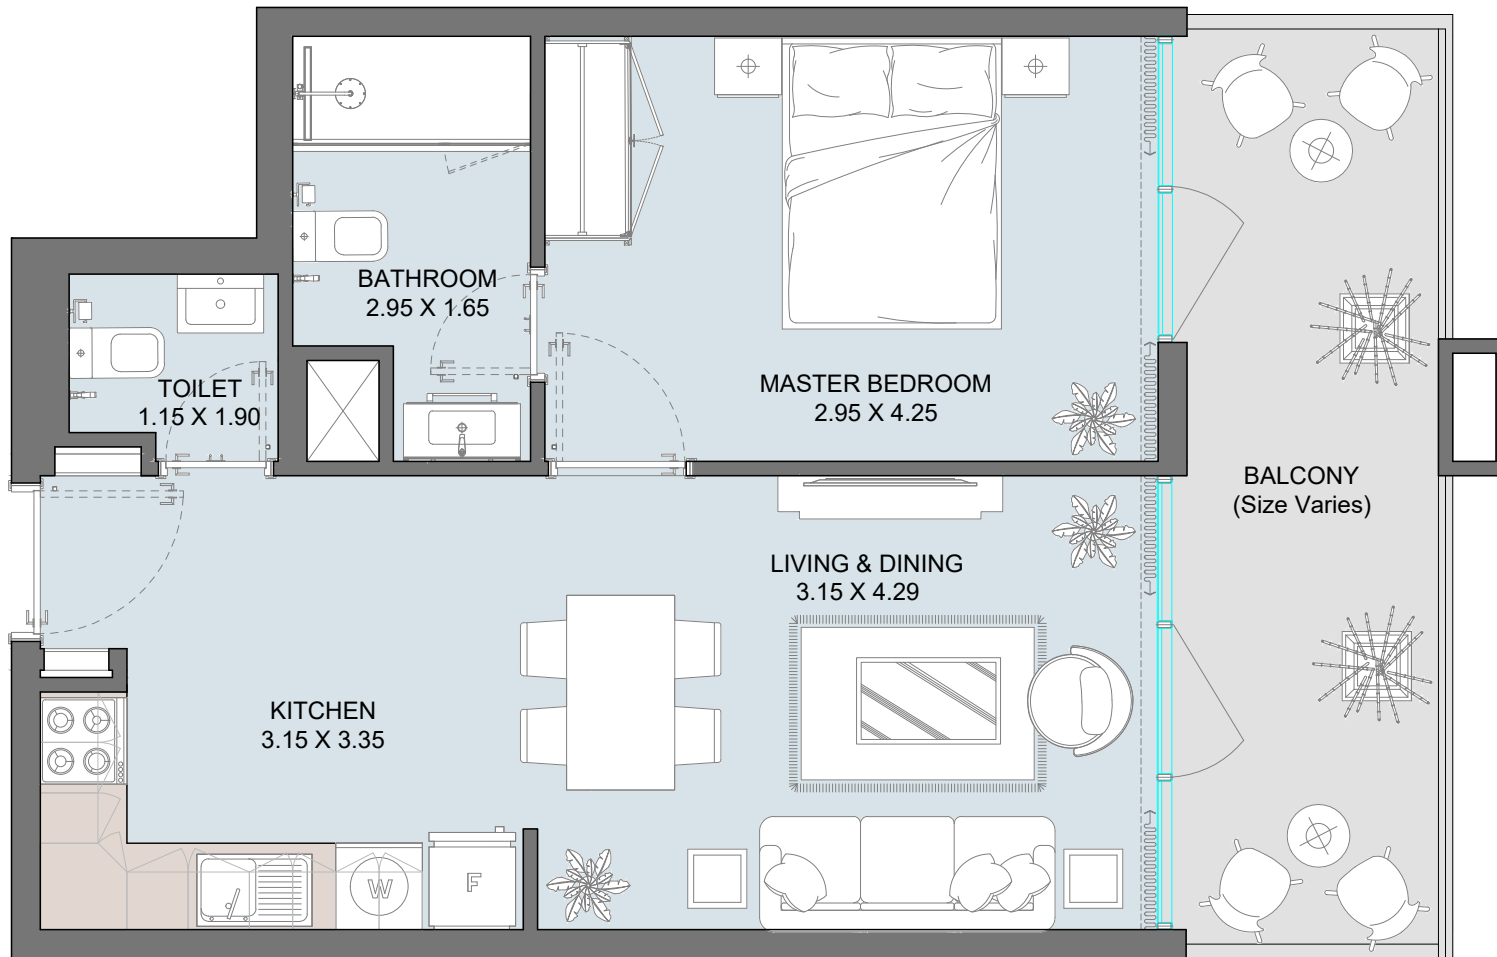 BATHROOM
2.95 X 1.65
TOILET
1.15 X 1.90
MASTER BEDROOM
2.95 X 4.25
BALCONY
(Size Varies)
LIVING & DINING
3.15 X 4.29
KITCHEN
3.15 X 3.35
W
F